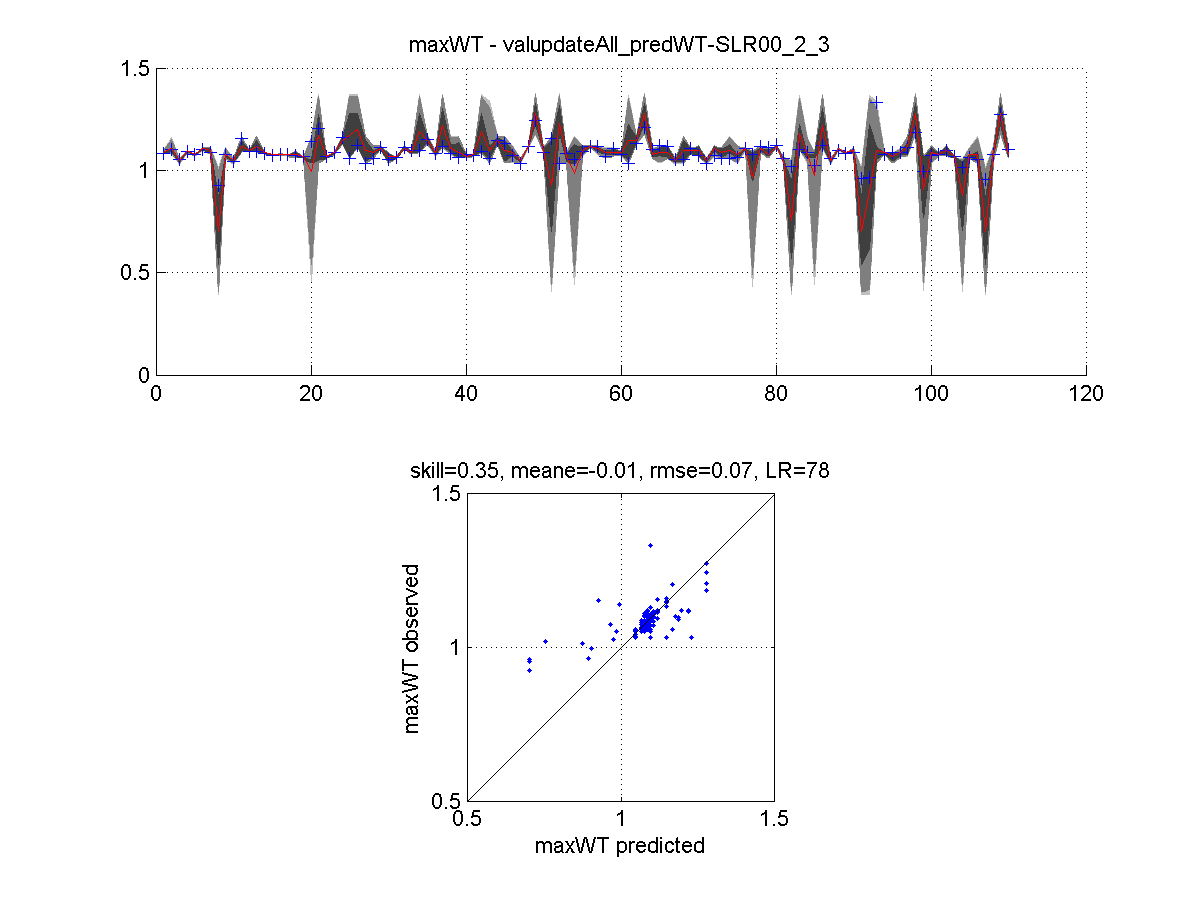 maxWT - valupdateAll_predWT-SLR00_2_3
1.5
1
0.5
0
0 20 40 60 80 100 120
skill=0.35, meane=-0.01, rmse=0.07, LR=78
1.5
maxWT observed
1
0.5
0.5 1 1.5
maxWT predicted